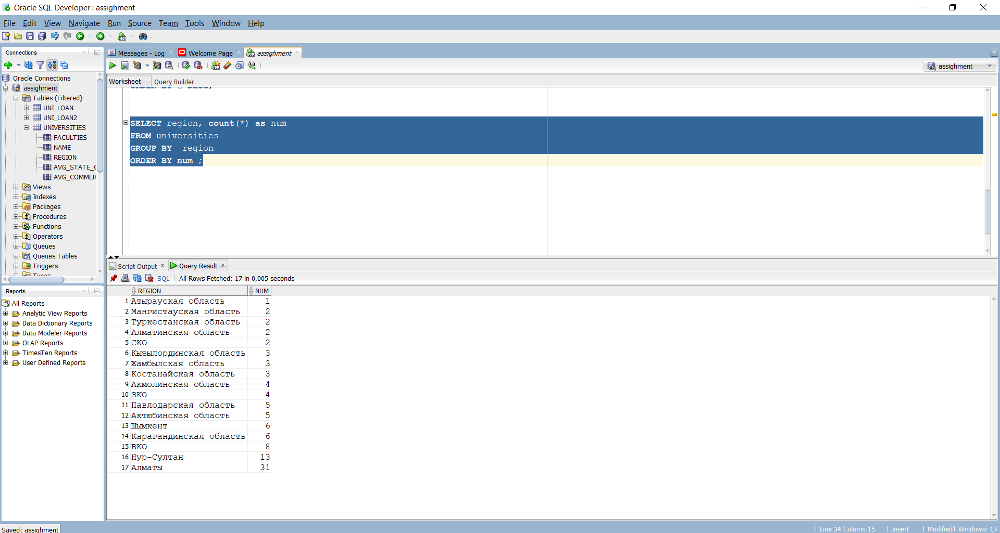 Oracle SQL Developer : assighment
File Edit View Navigate Run Source Team Tools Window Help
Connections
Messages - Log
Welcome Page
assighment
assighment
Worksheet
Query Builder
Oracle Connections
assighment
Tables (Filtered)
UNI_LOAN
UNI_LOAN2
UNIVERSITIES
FACULTIES
NAME
REGION
AVG_STATE_
AVG_COMMER
Views
Indexes
Packages
Procedures
Functions
Operators
Queues
Queues Tables
Triggers
SELECT region, count(*) as num
FROM universities
GROUP BY  region
ORDER BY num ;
Script Output
Query Result
SQL
All Rows Fetched: 17 in 0,005 seconds
REGION NUM
1 Атырауская область 1
2 Мангистауская область 2
3 Туркестанская область 2
4 Алматинская область 2
5 СКО 2
6 Кызылординская область 3
7 Жамбылская область 3
8 Костанайская область 3
9 Акмолинская область 4
10 ЗКО 4
11 Павлодарская область 5
12 Актюбинская область 5
13 Шымкент 6
14 Карагандинская область 6
15 ВКО 8
16 Нур-Султан 13
17 Алматы 31
Reports
All Reports
Analytic View Reports
Data Dictionary Reports
Data Modeler Reports
OLAP Reports
TimesTen Reports
User Defined Reports
Saved: assighment
Line 34 Column 15
Insert
Modified
Windows: CR